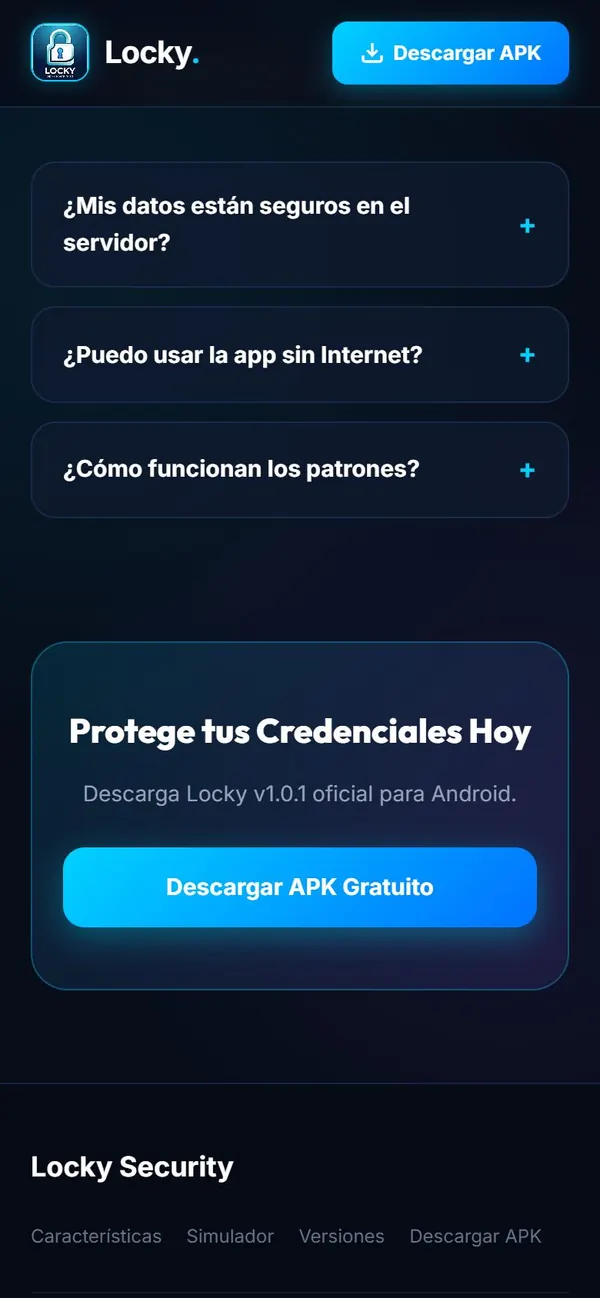 LOCKY
Locky.
Descargar APK
¿Mis datos están seguros en el
servidor?
+
¿Puedo usar la app sin Internet?
+
¿Cómo funcionan los patrones?
+
Protege tus Credenciales Hoy
Descarga Locky v1.0.1 oficial para Android.
Descargar APK Gratuito
Locky Security
Características Simulador Versiones Descargar APK